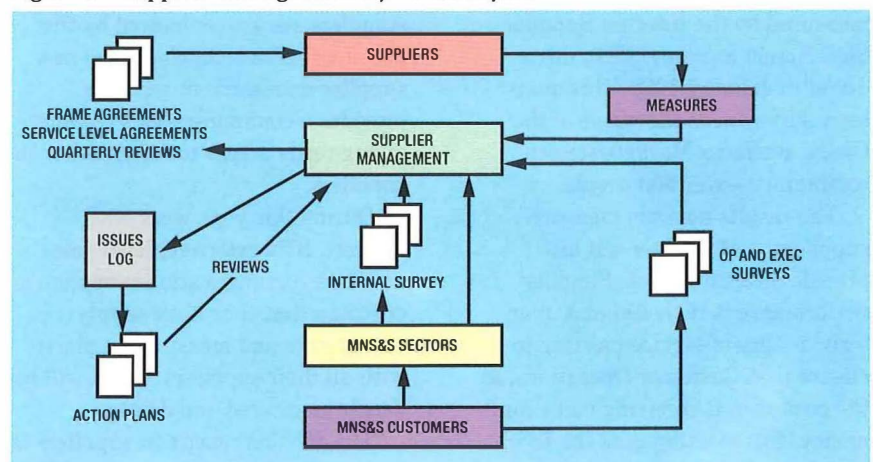 SUPPLIERS
MEASURES
FRAME AGREEMENTS
SERVICE LEVEL AGREEMENTS
QUARTERLY REVIEWS
SUPPLIER
MANAGEMENT
ISSUES
LOG
REVIEWS
INTERNAL SURVEY
OP AND EXEC
SURVEYS
MNS&S SECTORS
ACTION PLANS
MNS&S CUSTOMERS